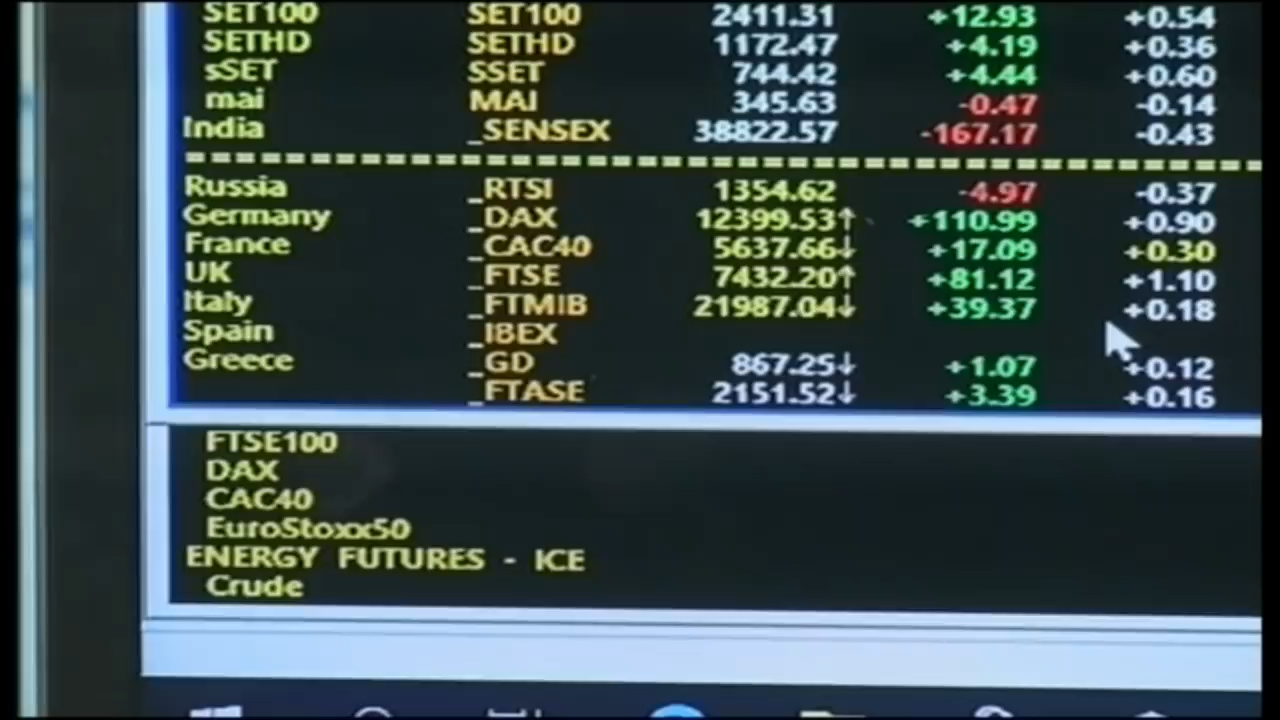 SET100 SET100 2411.31 +12.93 +0.54
SETHD SETHD 1172.47 +4.19 +0.36
sSET SSET 744.42 +4.44 +0.60
mai MAI 345.63 -0.47 -0.14
India _SENSEX 38822.57 -167.17 -0.43
Russia _RTSI 1354.62 -4.97 -0.37
Germany _DAX 12399.53↑ +110.99 +0.90
France _CAC40 5637.66↓ +17.09 +0.30
UK _FTSE 7432.20↑ +81.12 +1.10
Italy _FTMIB 21987.04↓ +39.37 +0.18
Spain _IBEX
Greece _GD 867.25↓ +1.07 +0.12
_FTASE 2151.52↓ +3.39 +0.16
FTSE100
DAX
CAC40
EuroStoxx50
ENERGY FUTURES - ICE
Crude